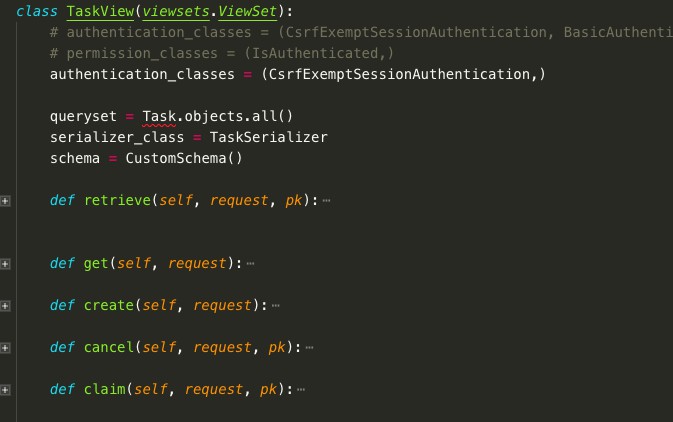 class TaskView(viewsets.ViewSet):
# authentication_classes = (CsrfExemptSessionAuthentication,
# permission_classes = (IsAuthenticated,)
authentication_classes = (CsrfExemptSessionAuthentication,)
queryset = Task.objects.all()
serializer_class = TaskSerializer
schema = CustomSchema()
def retrieve(self, request, pk):
def get(self, request):
def create(self, request):
def cancel(self, request, pk):
def claim(self, request, pk):